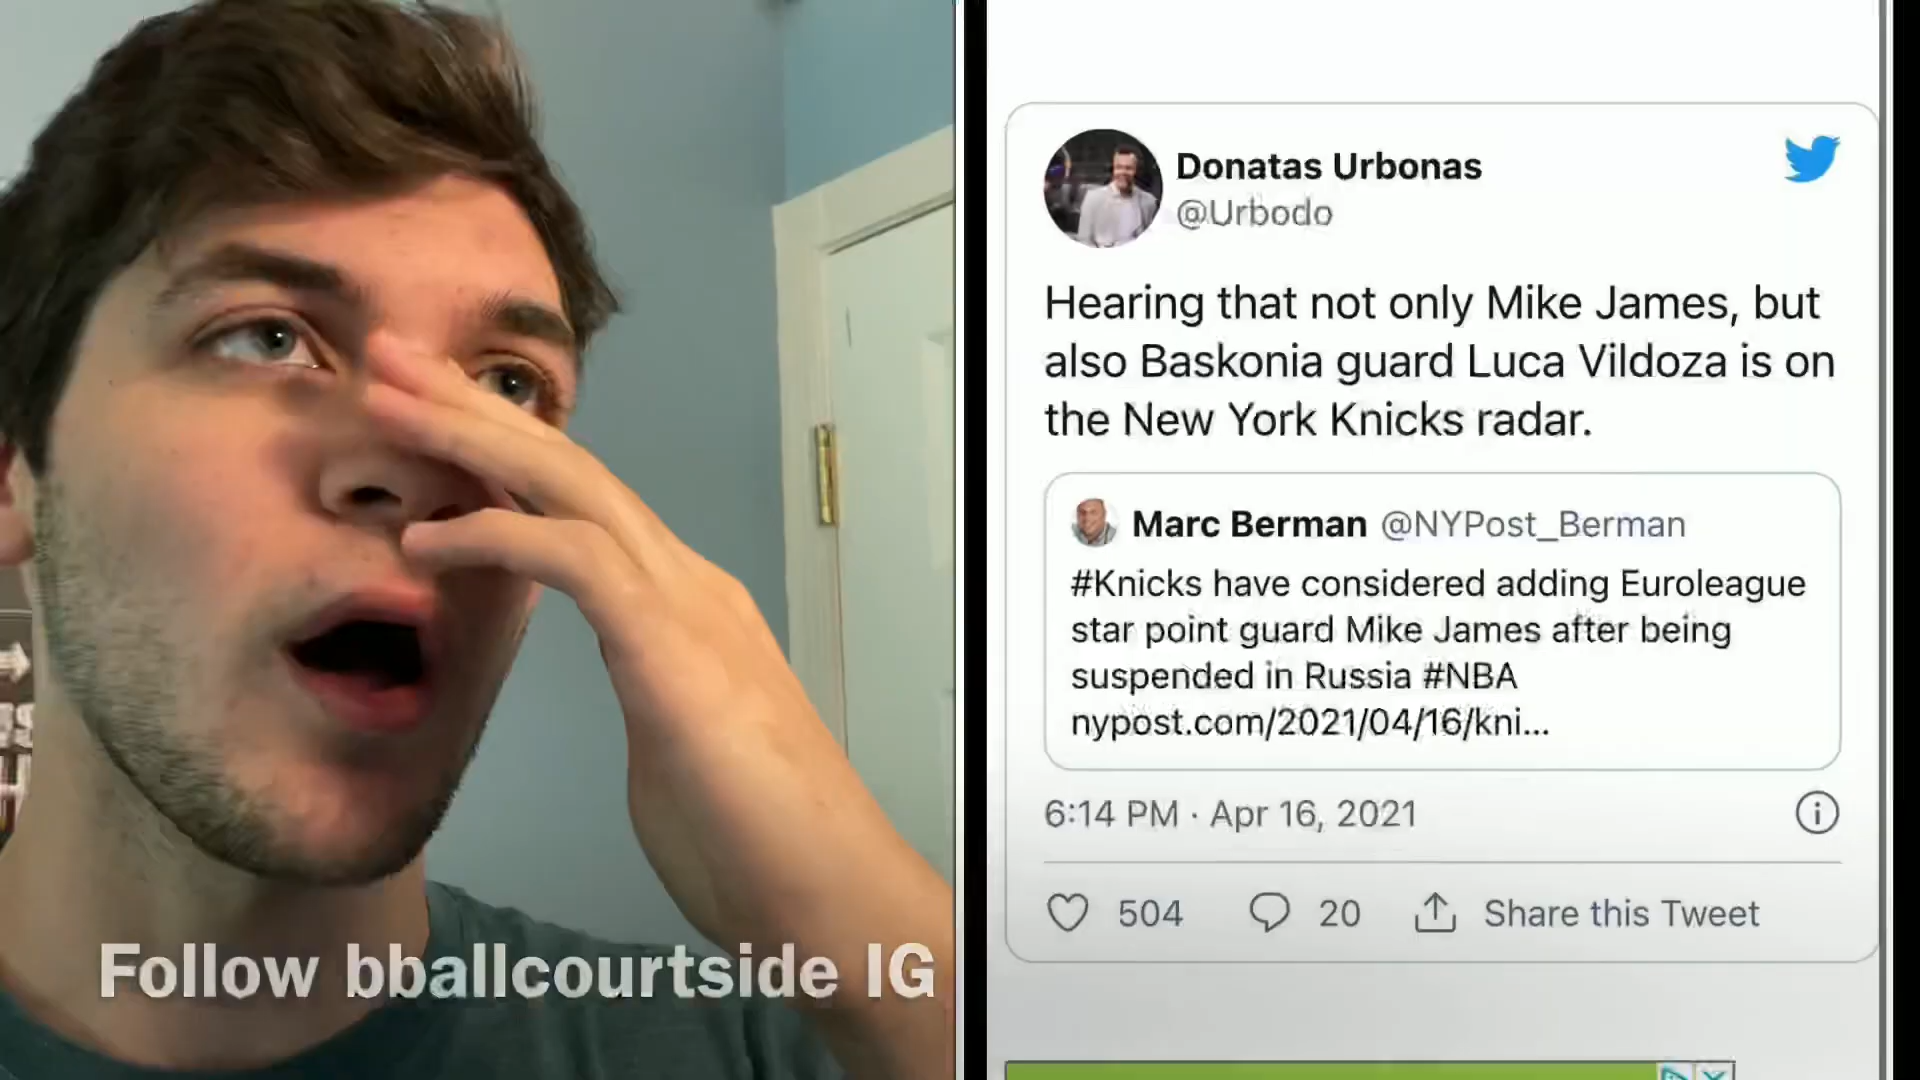 Donatas Urbonas
@Urbodo
Hearing that not only Mike James, but
also Baskonia guard Luca Vildoza is on
the New York Knicks radar.
Marc Berman @NYPost_Berman
#Knicks have considered adding Euroleague
star point guard Mike James after being
suspended in Russia #NBA
nypost.com/2021/04/16/kni...
6:14 PM · Apr 16, 2021
504 20 Share this Tweet
Follow bballcourtside IG